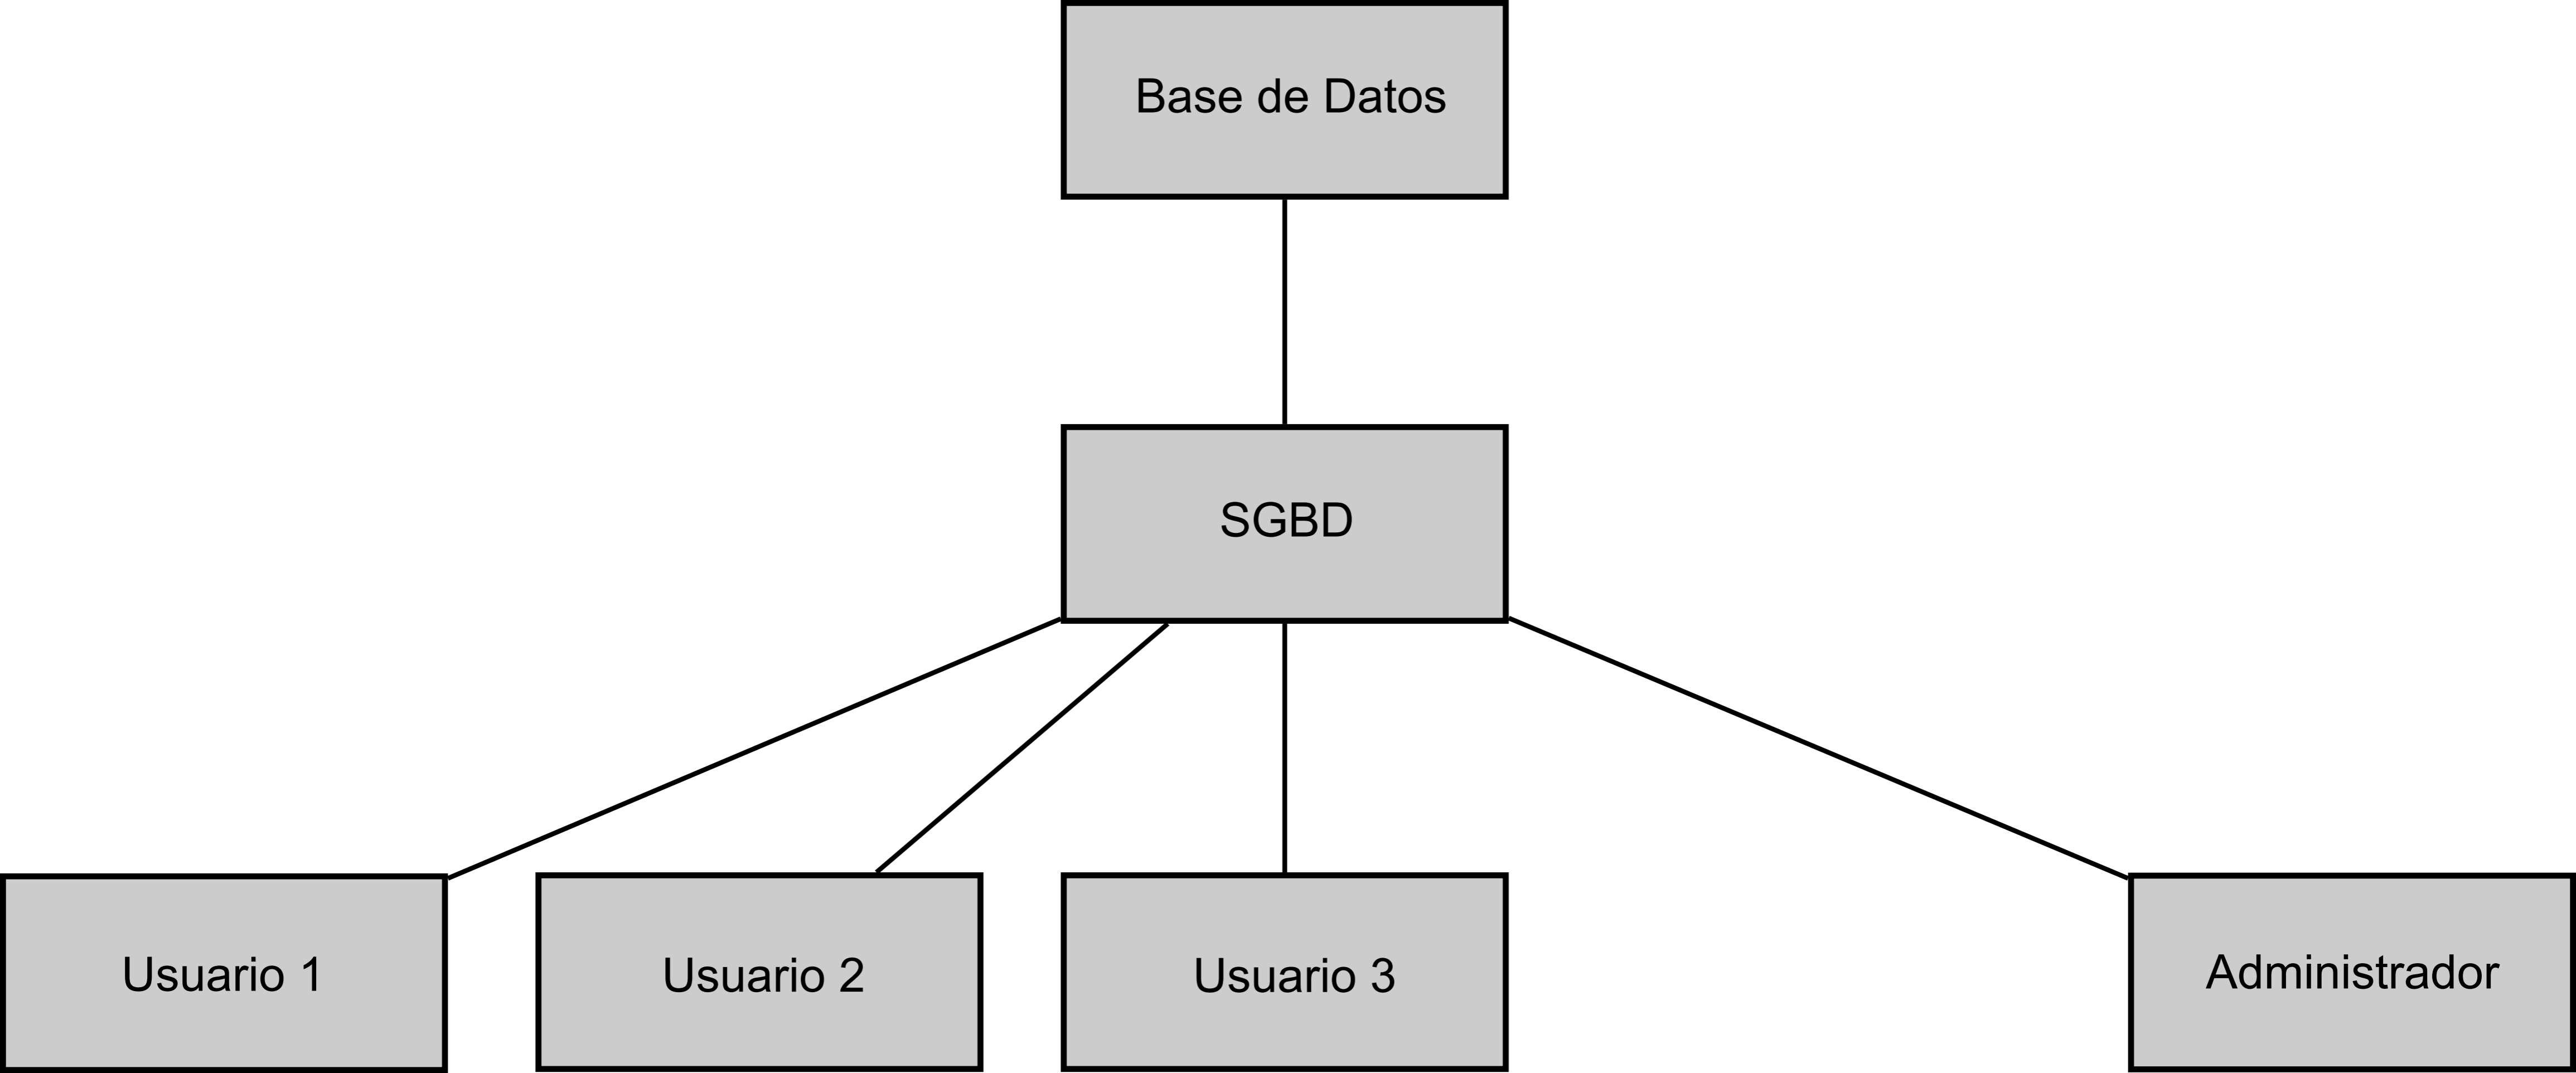 Base de Datos
SGBD
Usuario 1
Usuario 2
Usuario 3
Administrador